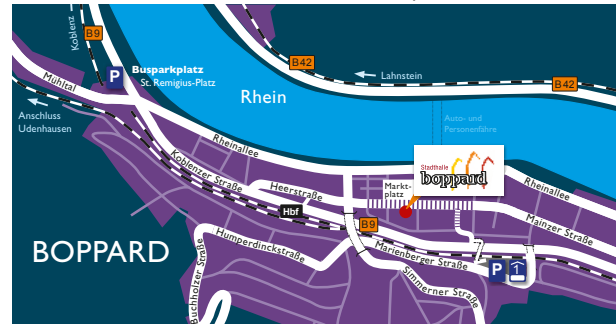 Koblenz
B9
P
Busparkplatz
St. Remigius-Platz
Mühltal
Anschluss
Udenhausen
B42
Lahnstein
B42
Rhein
Auto- und
Personenfähre
Rheinallee
Koblenzer Straße
Heerstraße
Markt-
platz
Stadthalle
boppard
Rheinallee
Mainzer Straße
Hbf
B9
BOPPARD
Humperdinckstraße
Buchholzer Straße
Marienberger Straße
Simmerner Straße
P
1